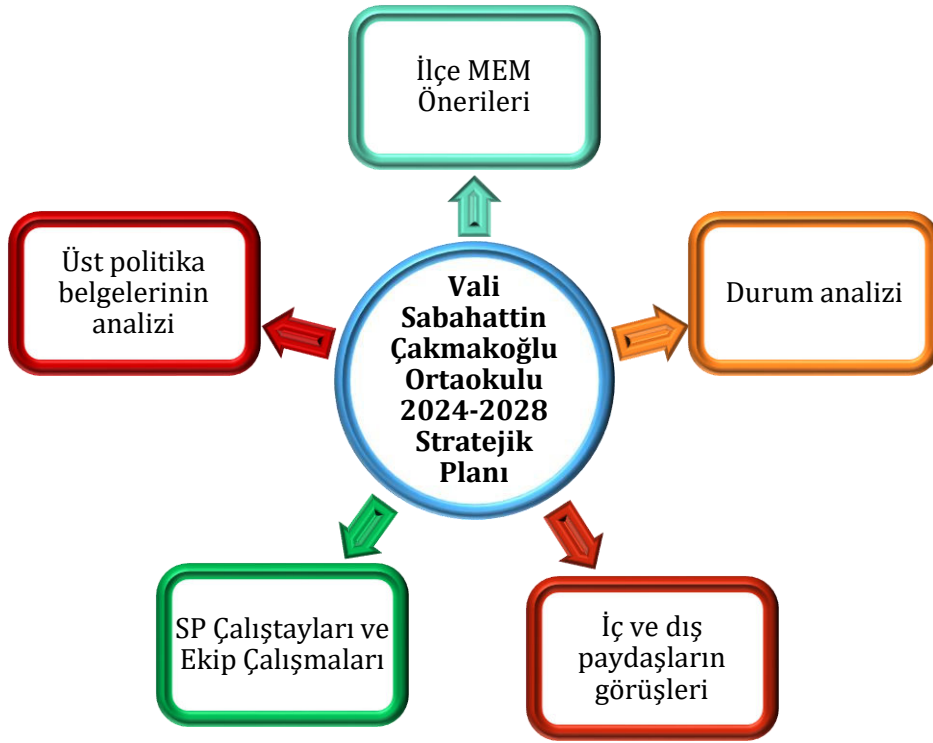 İlçe MEM
Önerileri
Üst politika
belgelerinin
analizi
Vali
Sabahattin
Çakmakoğlu
Ortaokulu
2024-2028
Stratejik
Planı
Durum analizi
SP Çalıştayları ve
Ekip Çalışmaları
İç ve dış
paydaşların
görüşleri